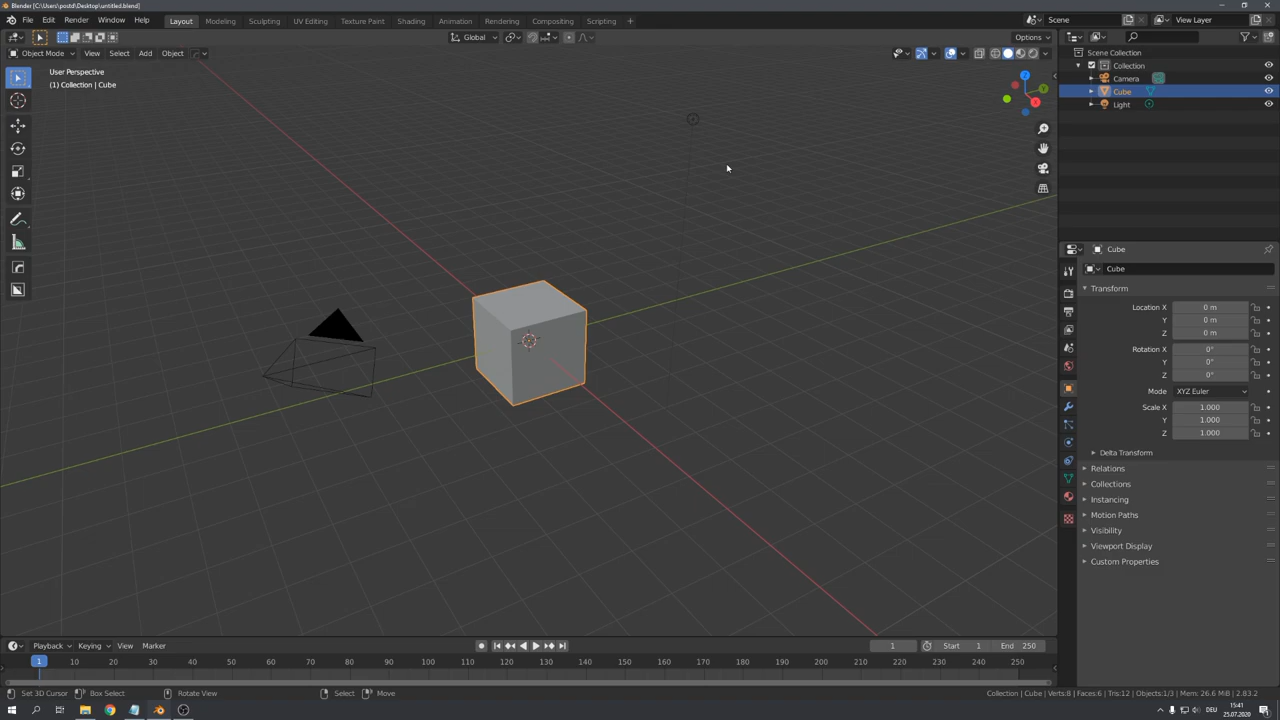 Blender [C:\Users\postd\Desktop\untitled.blend]
File Edit Render Window Help Layout Modeling Sculpting UV Editing Texture Paint Shading Animation Rendering Compositing Scripting + Scene View Layer
Global Options
Object Mode View Select Add Object
User Perspective
(1) Collection | Cube
Z
Y
X
Scene Collection
Collection
Camera
Cube
Light
Cube
Cube
Transform
Location X 0 m
Y 0 m
Z 0 m
Rotation X 0°
Y 0°
Z 0°
Mode XYZ Euler
Scale X 1.000
Y 1.000
Z 1.000
Delta Transform
Relations
Collections
Instancing
Motion Paths
Visibility
Viewport Display
Custom Properties
Playback Keying View Marker 1 Start 1 End 250
1 10 20 30 40 50 60 70 80 90 100 110 120 130 140 150 160 170 180 190 200 210 220 230 240 250
Set 3D Cursor Box Select Rotate View Select Move Collection | Cube | Verts:8 | Faces:6 | Tris:12 | Objects:1/3 | Mem: 26.6 MiB | 2.83.2
DEU 15:41
25.07.2020